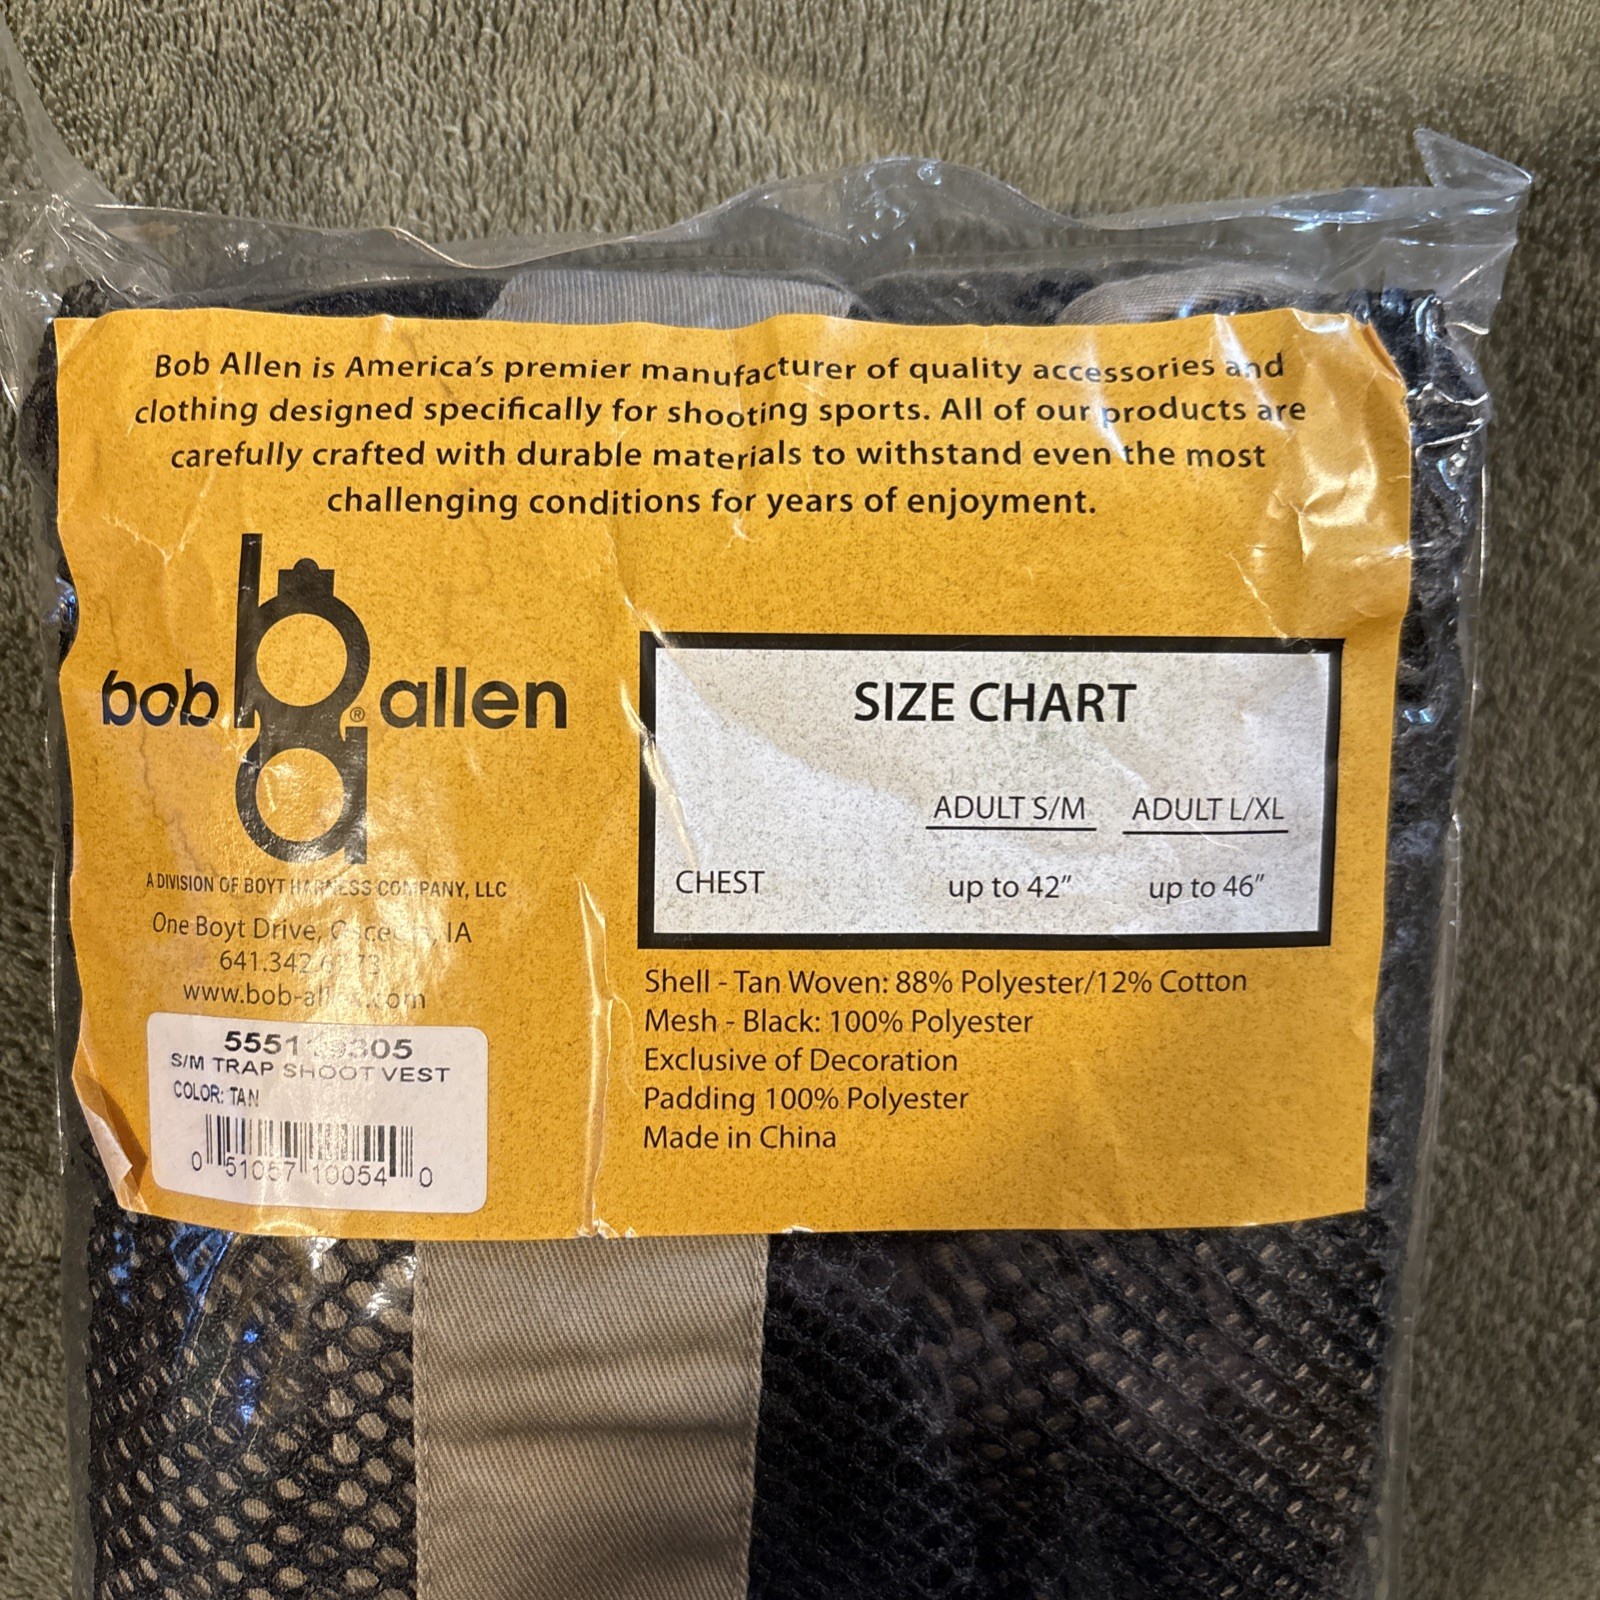 Bob Allen is America's premier manufacturer of quality accessories and
clothing designed specifically for shooting sports. All of our products are
carefully crafted with durable materials to withstand even the most
challenging conditions for years of enjoyment.
bob ba® allen
A DIVISION OF BOYT HARNESS COMPANY, LLC
One Boyt Drive, IA
SIZE CHART
ADULT S/M ADULT L/XL
CHEST up to 42" up to 46"
Shell - Tan Woven: 88% Polyester/12% Cotton
Mesh - Black: 100% Polyester
Exclusive of Decoration
Padding 100% Polyester
Made in China
S/M TRAP SHOOT VEST
COLOR: TAN
0 51057 10054 0